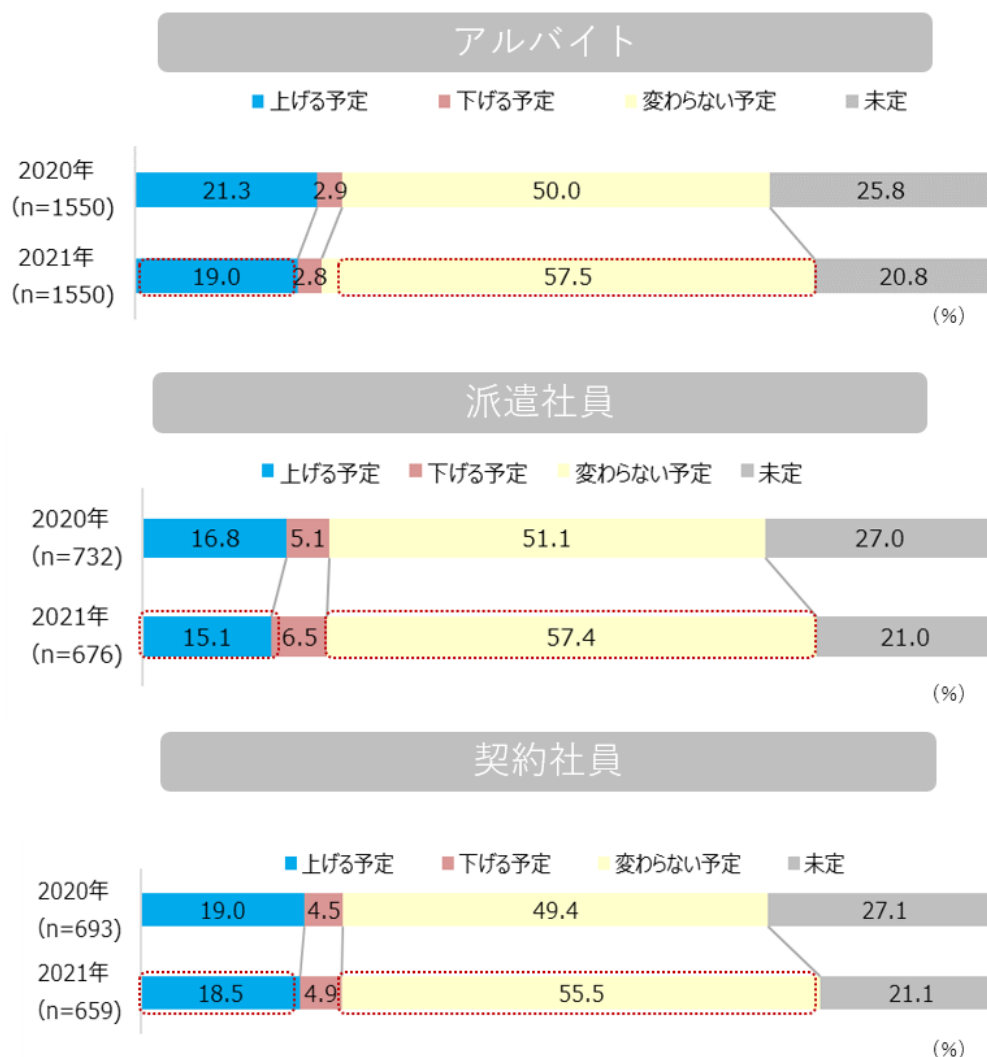 アルバイト
上げる予定 下げる予定 変わらない予定 未定
2020年
(n=1550)
21.3 2.9 50.0 25.8
2021年
(n=1550)
19.0 2.8 57.5 20.8
(%)
派遣社員
上げる予定 下げる予定 変わらない予定 未定
2020年
(n=732)
16.8 5.1 51.1 27.0
2021年
(n=676)
15.1 6.5 57.4 21.0
(%)
契約社員
上げる予定 下げる予定 変わらない予定 未定
2020年
(n=693)
19.0 4.5 49.4 27.1
2021年
(n=659)
18.5 4.9 55.5 21.1
(%)